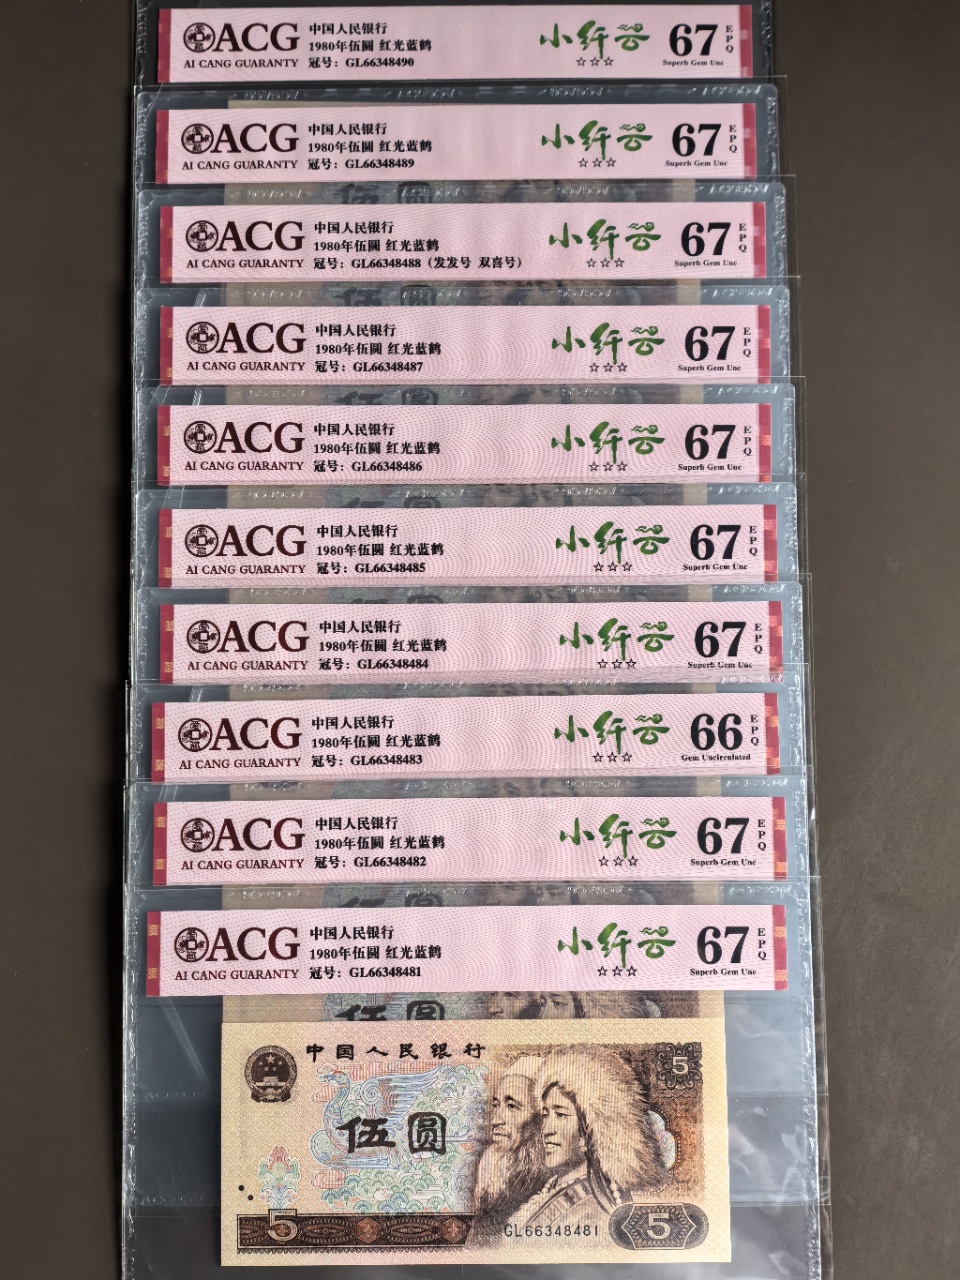 ACG
AI CANG GUARANTY
中国人民银行
1980年伍圆 红光蓝鹤
冠号：GL66348490
小纤云
☆☆☆
67
EPQ
Superb Gem Unc
ACG
AI CANG GUARANTY
中国人民银行
1980年伍圆 红光蓝鹤
冠号：GL66348489
小纤云
☆☆☆
67
EPQ
Superb Gem Unc
ACG
AI CANG GUARANTY
中国人民银行
1980年伍圆 红光蓝鹤
冠号：GL66348488（发发号 双喜号）
小纤云
☆☆☆
67
EPQ
Superb Gem Unc
ACG
AI CANG GUARANTY
中国人民银行
1980年伍圆 红光蓝鹤
冠号：GL66348487
小纤云
☆☆☆
67
EPQ
Superb Gem Unc
ACG
AI CANG GUARANTY
中国人民银行
1980年伍圆 红光蓝鹤
冠号：GL66348486
小纤云
☆☆☆
67
EPQ
Superb Gem Unc
ACG
AI CANG GUARANTY
中国人民银行
1980年伍圆 红光蓝鹤
冠号：GL66348485
小纤云
☆☆☆
67
EPQ
Superb Gem Unc
ACG
AI CANG GUARANTY
中国人民银行
1980年伍圆 红光蓝鹤
冠号：GL66348484
小纤云
☆☆☆
67
EPQ
Superb Gem Unc
ACG
AI CANG GUARANTY
中国人民银行
1980年伍圆 红光蓝鹤
冠号：GL66348483
小纤云
☆☆☆
66
EPQ
Gem Uncirculated
ACG
AI CANG GUARANTY
中国人民银行
1980年伍圆 红光蓝鹤
冠号：GL66348482
小纤云
☆☆☆
67
EPQ
Superb Gem Unc
ACG
AI CANG GUARANTY
中国人民银行
1980年伍圆 红光蓝鹤
冠号：GL66348481
小纤云
☆☆☆
67
EPQ
Superb Gem Unc
中国人民银行
5
伍圆
5
GL66348481
5